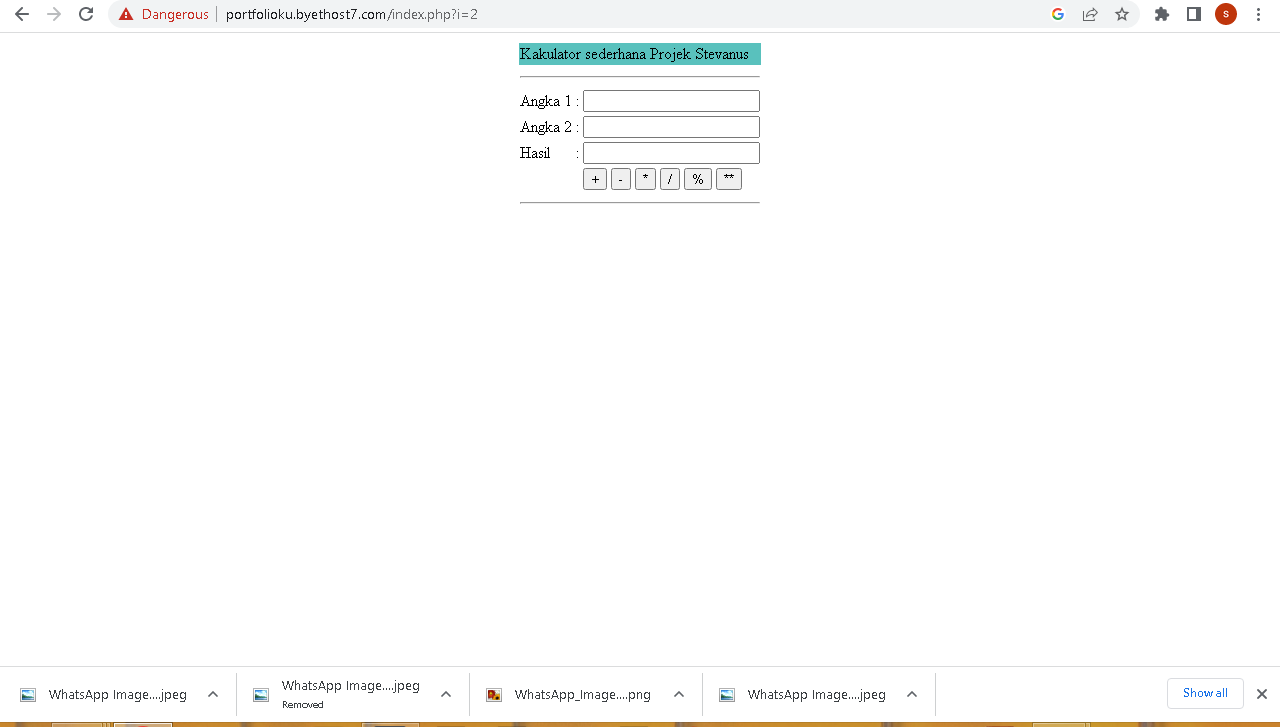 Dangerous portfolioku.byethost7.com/index.php?i=2
S
Kakulator sederhana Projek Stevanus
Angka 1 :
Angka 2 :
Hasil :
+ - * / % **
WhatsApp Image....jpeg
WhatsApp Image....jpeg
Removed
WhatsApp_Image....png
WhatsApp Image....jpeg
Show all